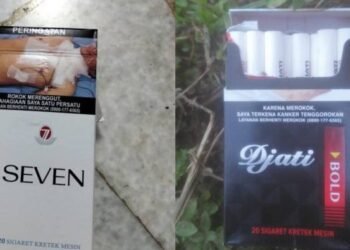 PERINGATAN
ROKOK MERENGGUT,
KEBAHAGIAAN SAYA SATU PERSATU
LAYANAN BERHENTI MEROKOK (0800-177-6565)
7
SEVEN
20 SIGARET KRETEK MESIN
KARENA MEROKOK,
SAYA TERKENA KANKER TENGGOROKAN
LAYANAN BERHENTI MEROKOK (0800-177-6565)
Djati
BOLD
20 SIGARET KRETEK MESIN